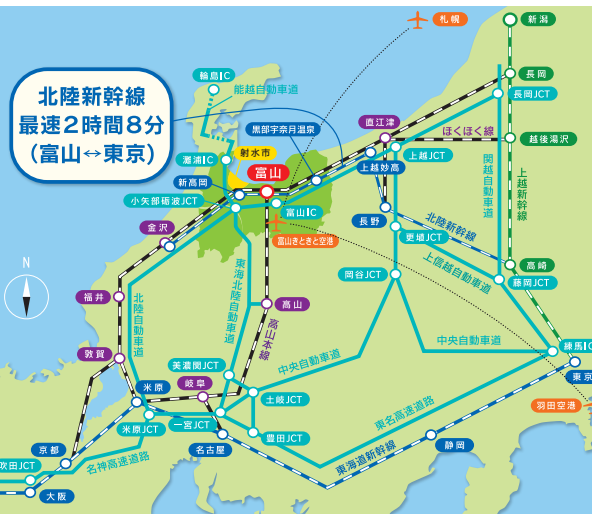 札幌
新潟
輪島IC
能越自動車道
北陸新幹線
最速2時間8分
(富山↔東京)
長岡
長岡JCT
黒部宇奈月温泉
直江津
ほくほく線
越後湯沢
灘浦IC
射水市
上越JCT
上越妙高
関越自動車道
上越新幹線
新高岡
富山
小矢部砺波JCT
富山IC
富山きときと空港
長野
北陸新幹線
更埴JCT
上信越自動車道
金沢
高崎
藤岡JCT
N
東海北陸自動車道
岡谷JCT
福井
北陸自動車道
高山
高山本線
中央自動車道
中央自動車道
敦賀
美濃関JCT
練馬IC
東京
米原
岐阜
土岐JCT
東名高速道路
羽田空港
米原JCT
一宮JCT
豊田JCT
静岡
京都
名古屋
東海道新幹線
吹田JCT
名神高速道路
大阪